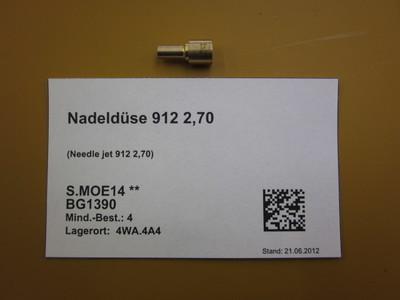 Nadeldüse 912 2,70
(Needle jet 912 2,70)
S.MOE14 **
BG1390
Mind.-Best.: 4
Lagerort: 4WA.4A4
Stand: 21.06.2012